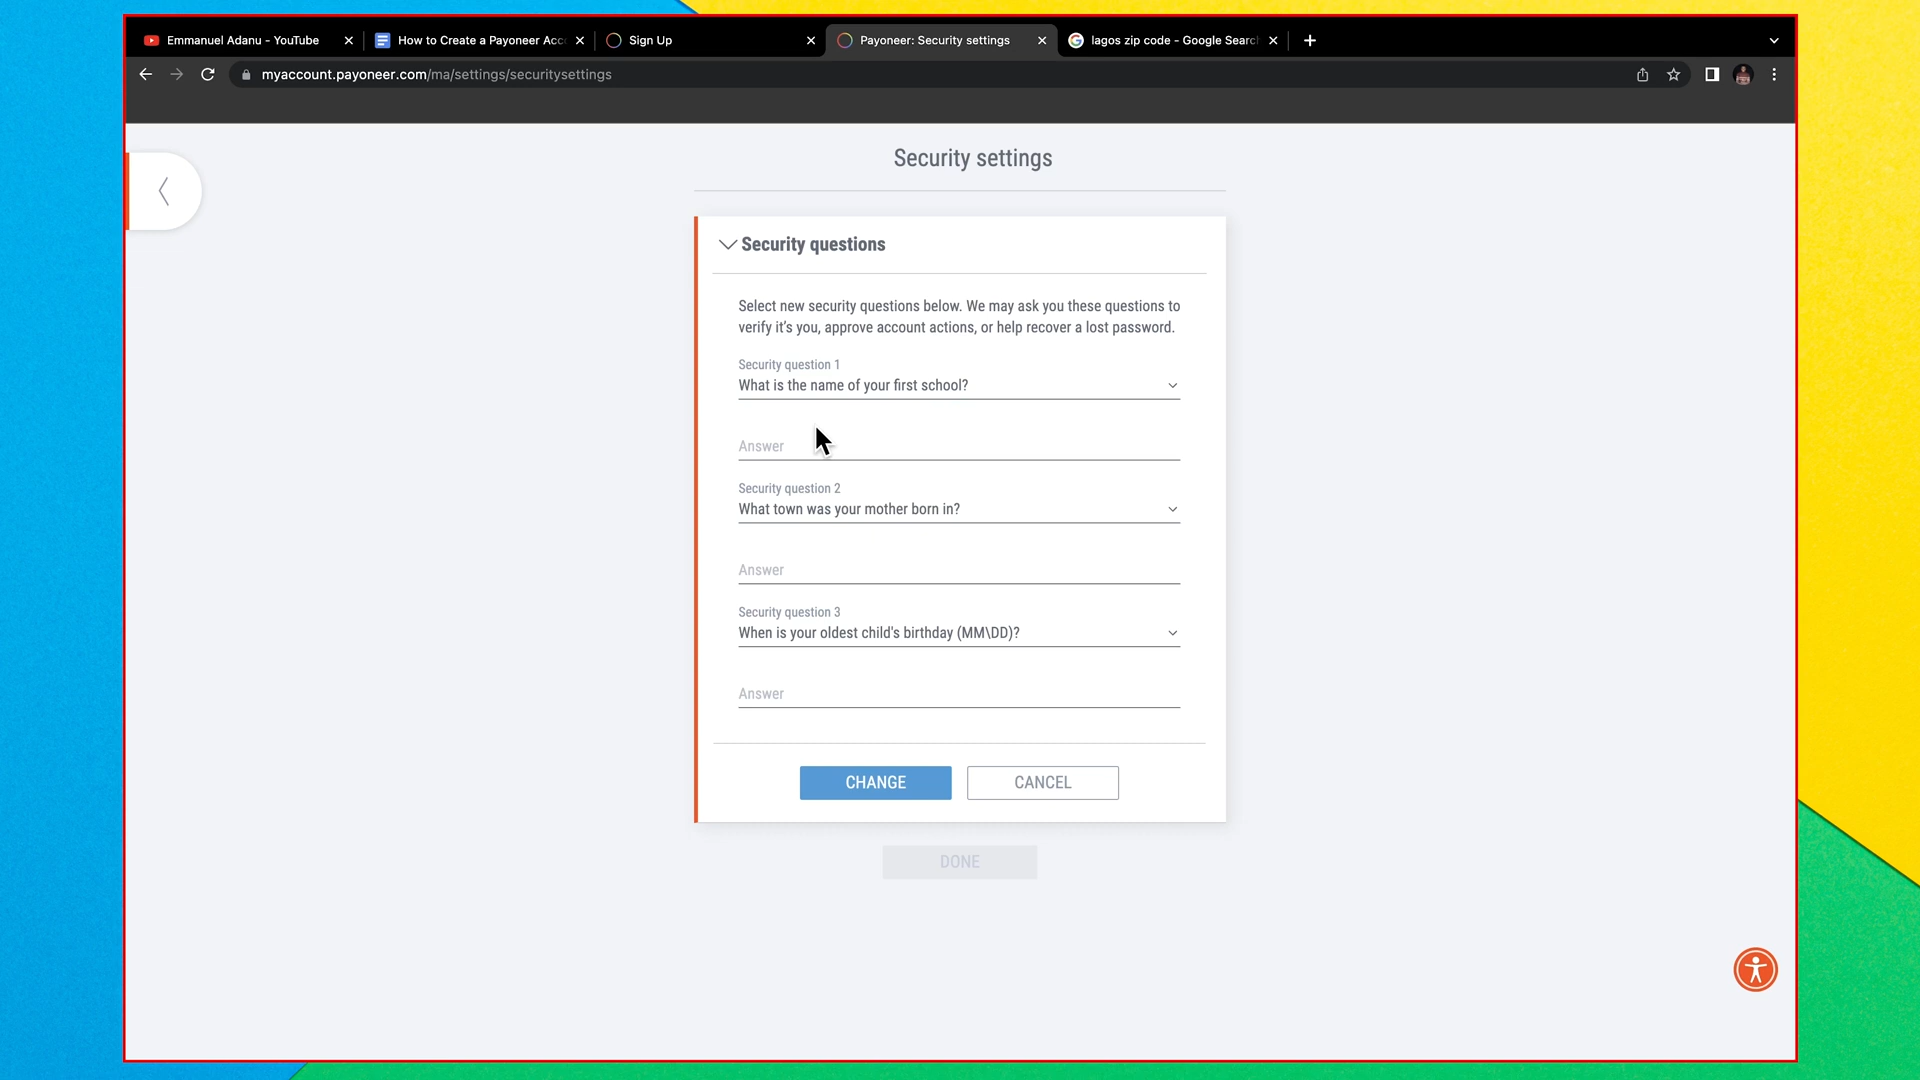 Emmanuel Adanu - YouTube
How to Create a Payoneer Acc
Sign Up
Payoneer: Security settings
lagos zip code - Google Searc
myaccount.payoneer.com/ma/settings/securitysettings
Security settings
Security questions
Select new security questions below. We may ask you these questions to
verify it's you, approve account actions, or help recover a lost password.
Security question 1
What is the name of your first school?
Answer
Security question 2
What town was your mother born in?
Answer
Security question 3
When is your oldest child's birthday (MM\DD)?
Answer
CHANGE
CANCEL
DONE